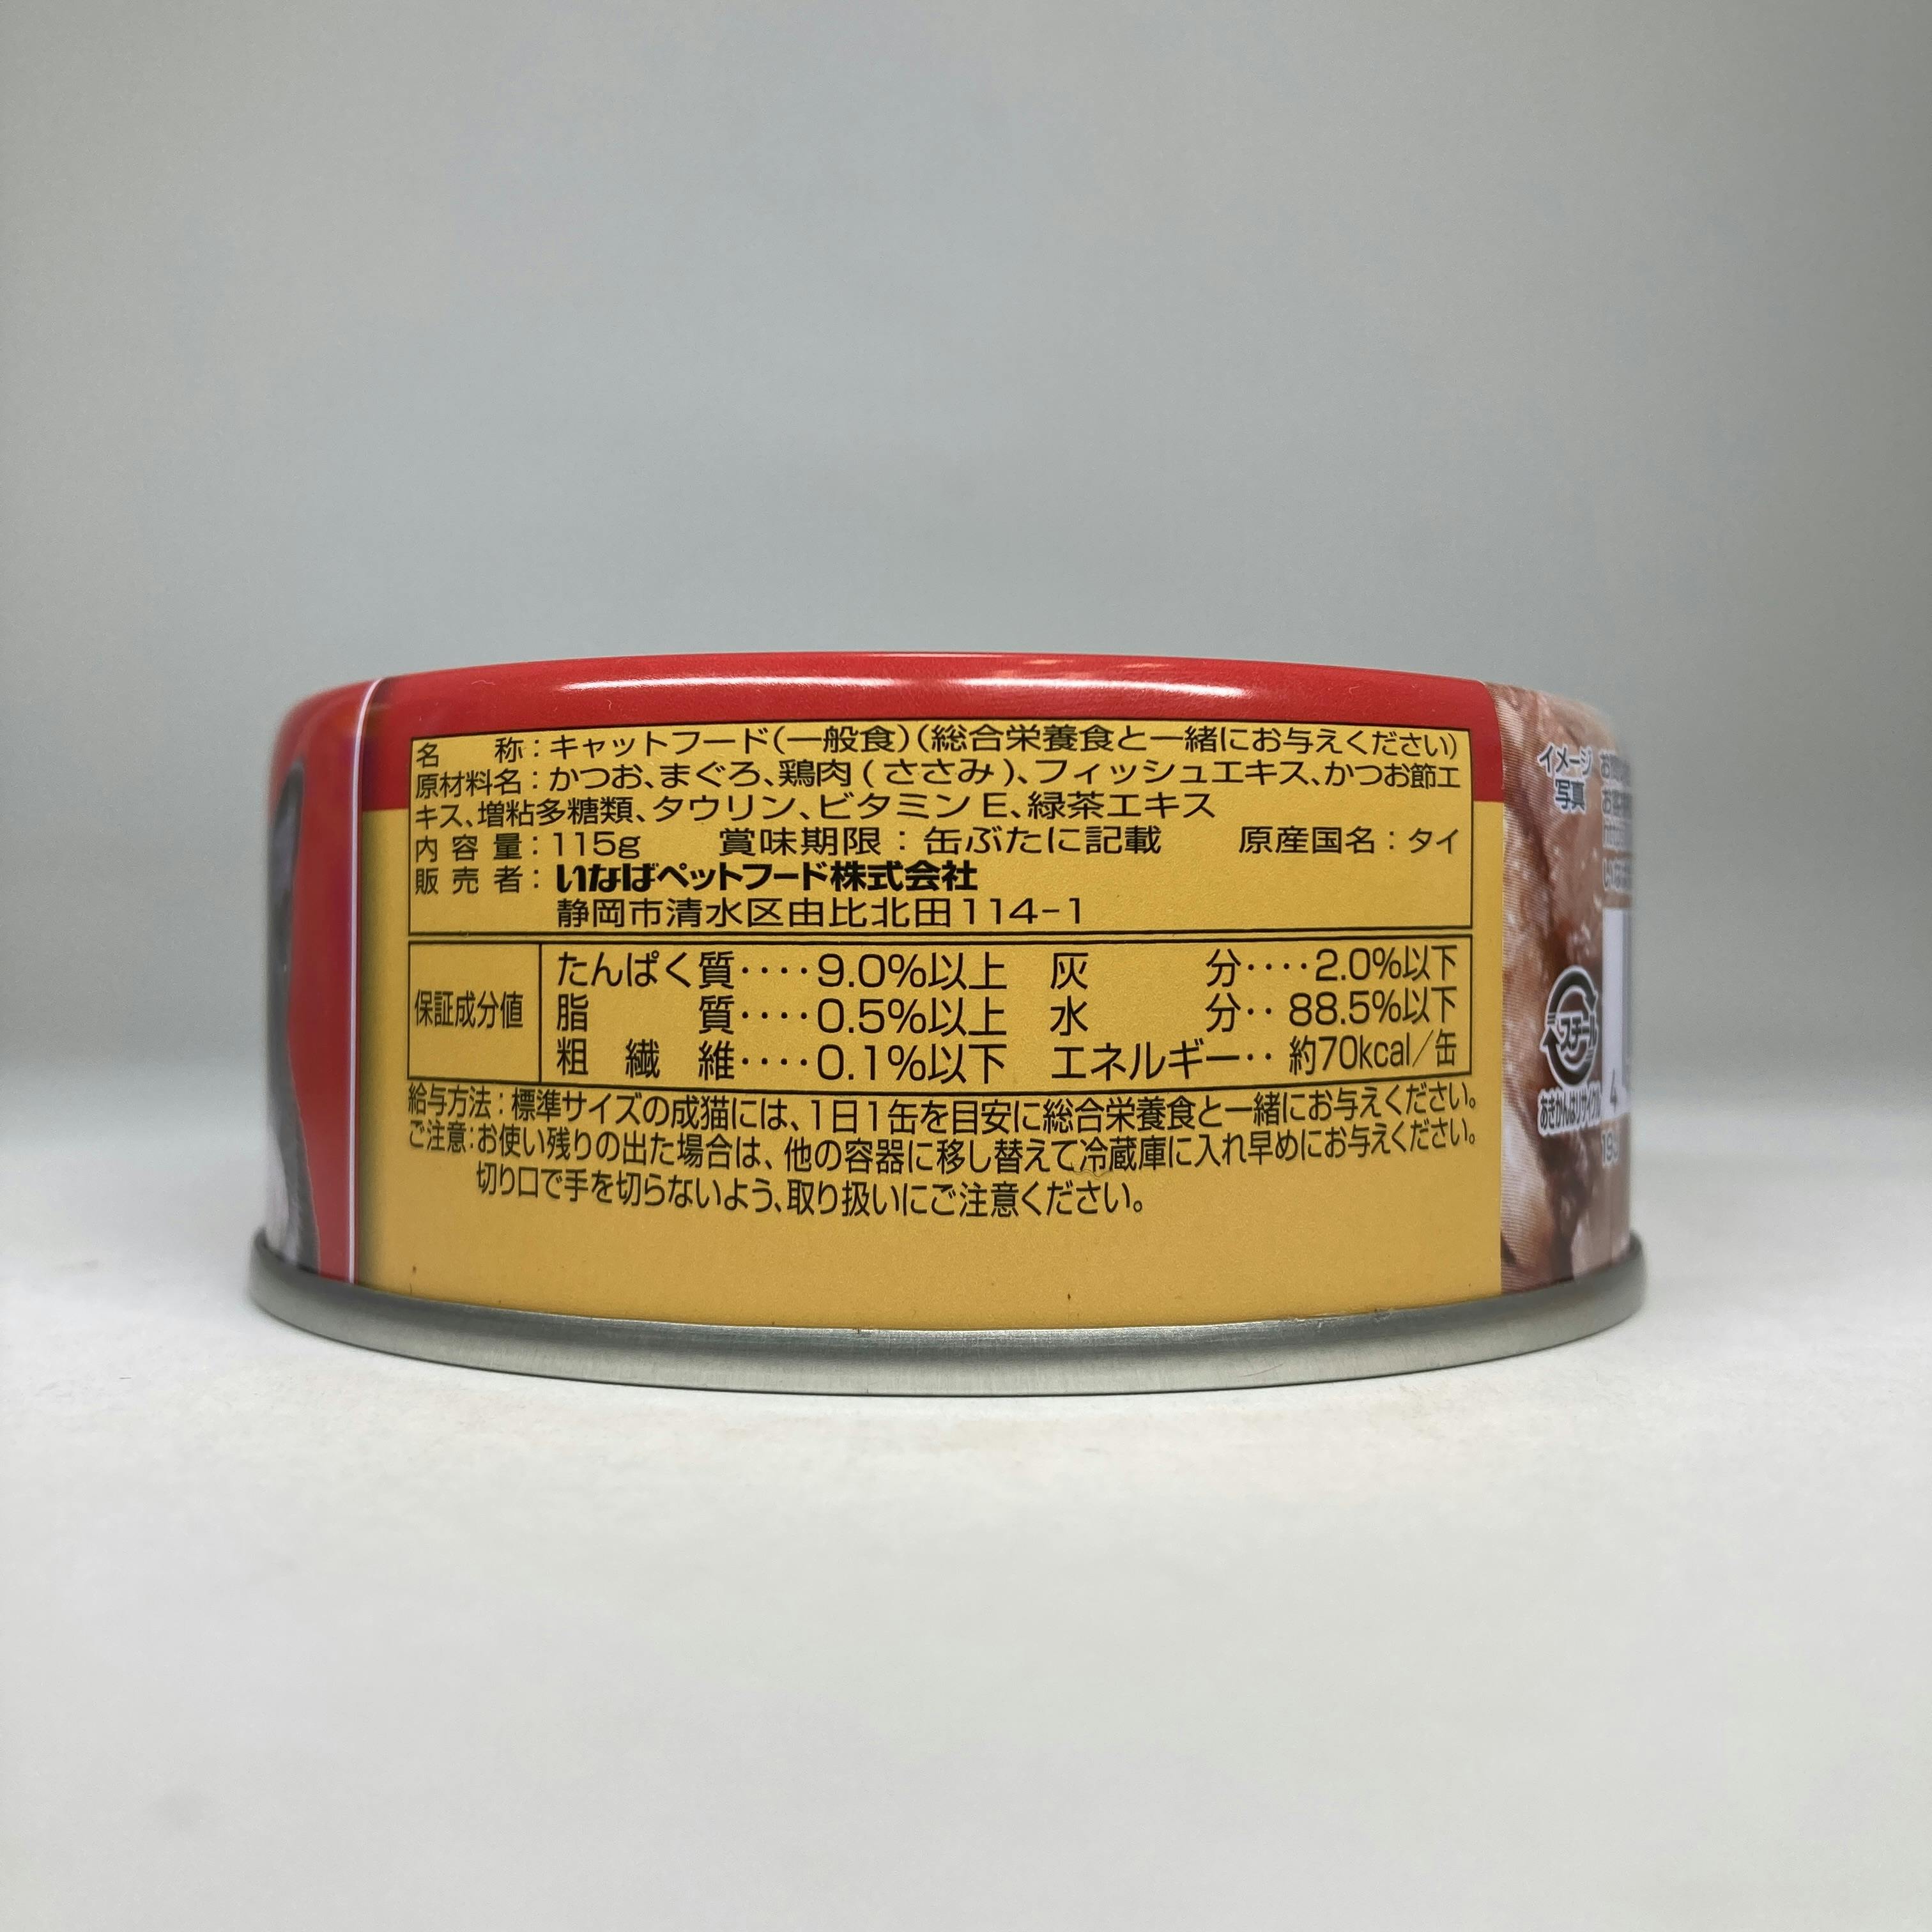 名 称：キャットフード(一般食)(総合栄養食と一緒にお与えください)
原材料名：かつお、まぐろ、鶏肉(ささみ)、フィッシュエキス、かつお節エ
キス、増粘多糖類、タウリン、ビタミンE、緑茶エキス
内容量：115g 賞味期限：缶ぶたに記載 原産国名：タイ
販売者：いなばペットフード株式会社
静岡市清水区由比北田114-1
保証成分値
たんぱく質‥‥9.0%以上 灰 分‥‥2.0%以下
脂 質‥‥0.5%以上 水 分‥88.5%以下
粗 繊 維‥‥0.1%以下 エネルギー‥約70kcal/缶
給与方法：標準サイズの成猫には、1日1缶を目安に総合栄養食と一緒にお与えください。
ご注意：お使い残りの出た場合は、他の容器に移し替えて冷蔵庫に入れ早めにお与えください。
切り口で手を切らないよう、取り扱いにご注意ください。
イメージ
写真
スチール
あきかんはリサイクル
4